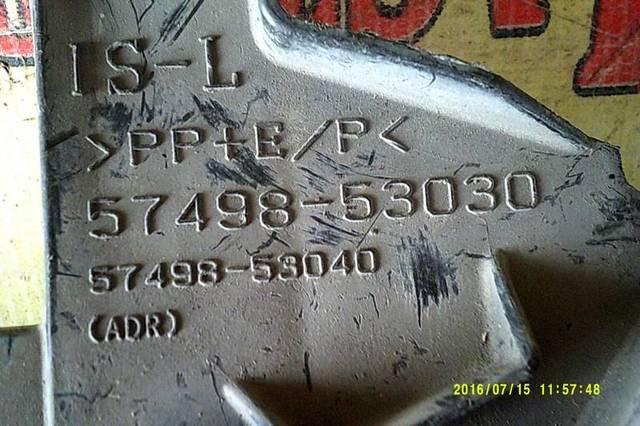 IS-L
>PP+E/P<
57498-53030
57498-53040
(ADR)
2016/07/15 11:57:48